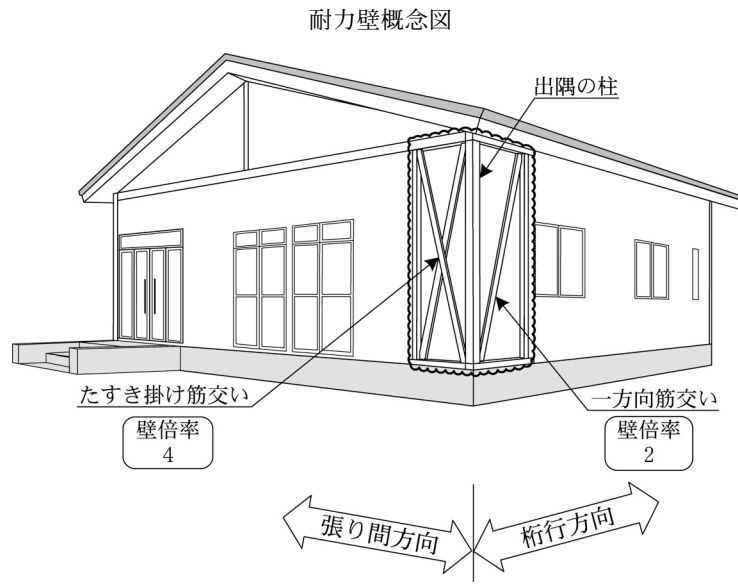 耐力壁概念図
出隅の柱
たすき掛け筋交い
壁倍率
4
一方向筋交い
壁倍率
2
張り間方向
桁行方向